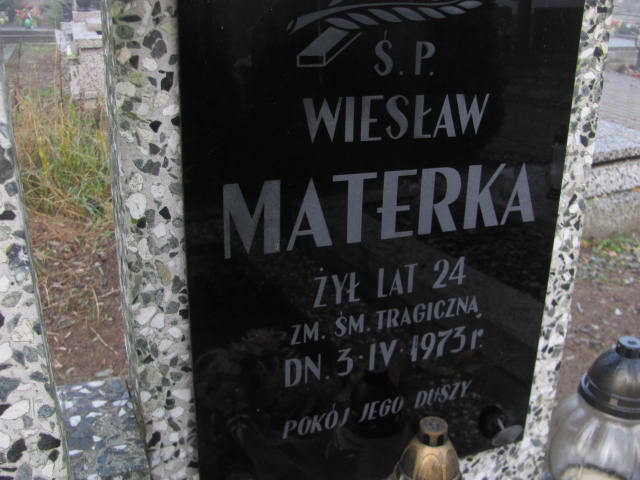 Ś. P.
WIESŁAW
MATERKA
ŻYŁ LAT 24
ZM. ŚM. TRAGICZNĄ
DN. 3·IV·1973 r.
POKÓJ JEGO DUSZY